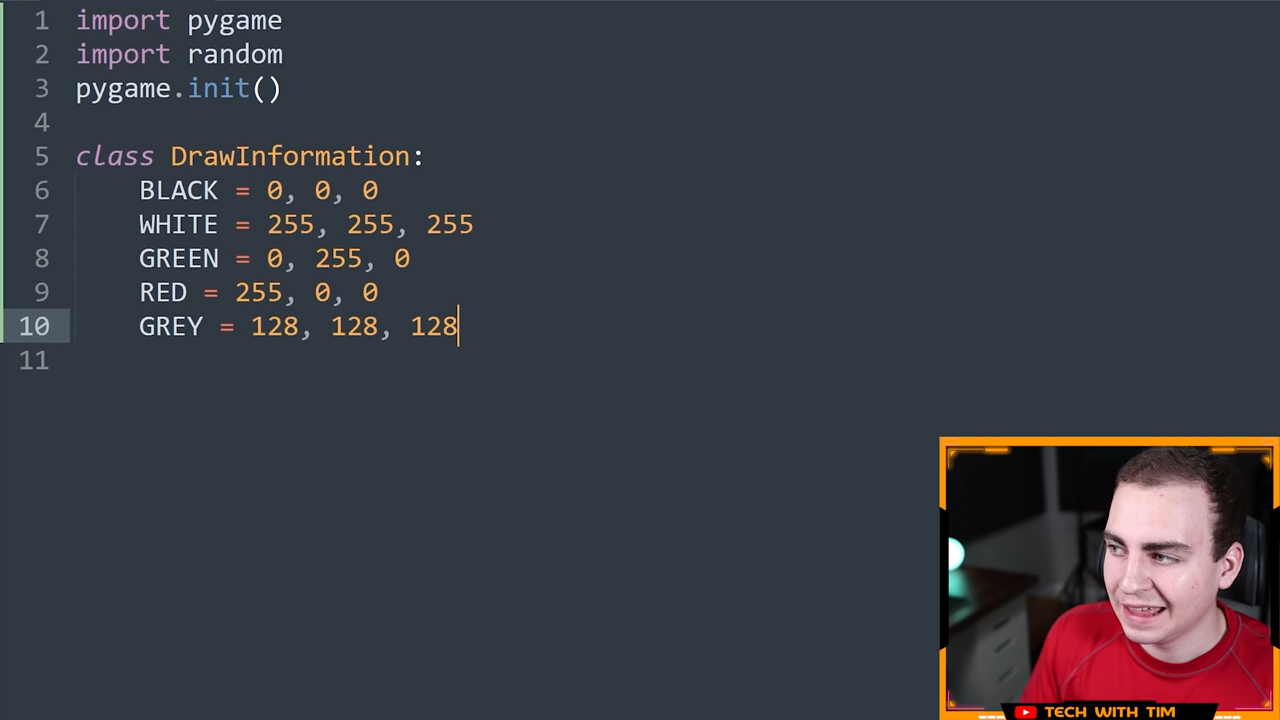 1 import pygame
2 import random
3 pygame.init()
4
5 class DrawInformation:
6     BLACK = 0, 0, 0
7     WHITE = 255, 255, 255
8     GREEN = 0, 255, 0
9     RED = 255, 0, 0
10     GREY = 128, 128, 128
11
TECH WITH TIM